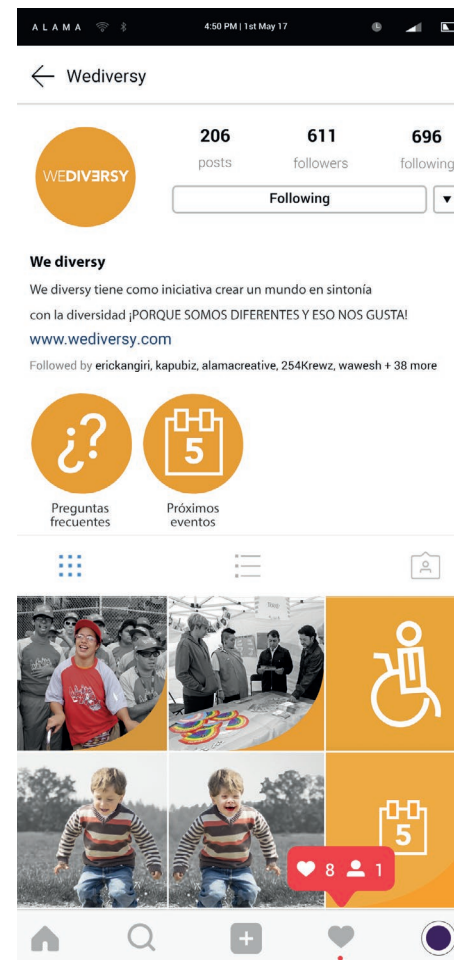 A L A M A 4:50 PM | 1st May 17
Wediversy
206 611 696
posts followers following
WEDIVƎRSY
Following
We diversy
We diversy tiene como iniciativa crear un mundo en sintonía
con la diversidad ¡PORQUE SOMOS DIFERENTES Y ESO NOS GUSTA!
www.wediversy.com
Followed by erickangiri, kapubiz, alamacreative, 254Krewz, wawesh + 38 more
¿?
5
Preguntas
frecuentes
Próximos
eventos
5
8 1